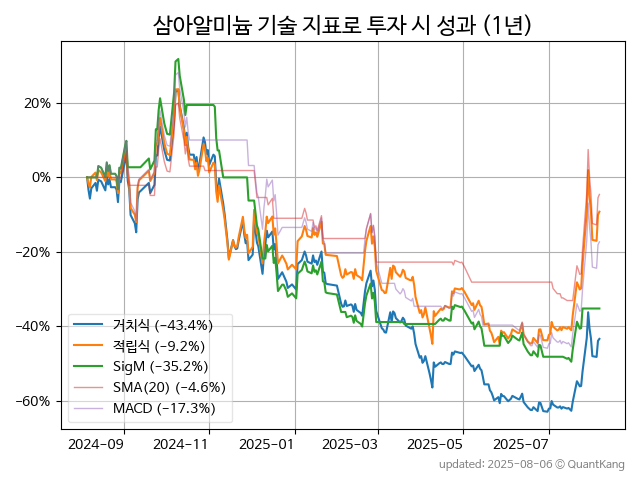 삼아알미늄 기술 지표로 투자 시 성과 (1년)
20%
0%
−20%
−40%
−60%
거치식 (−43.4%)
적립식 (−9.2%)
SigM (−35.2%)
SMA(20) (−4.6%)
MACD (−17.3%)
2024−09
2024−11
2025−01
2025−03
2025−05
2025−07
updated: 2025-08-06 © QuantKang